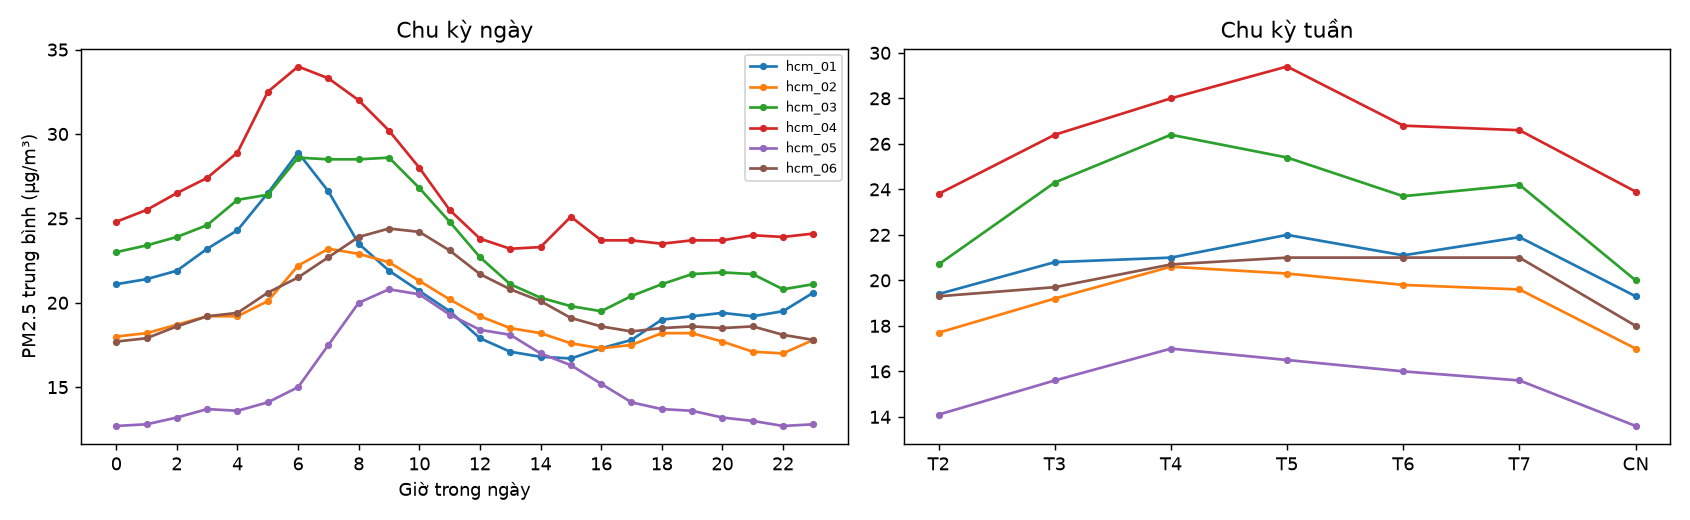 Chu kỳ ngày
PM2.5 trung bình (µg/m³)
35
30
25
20
15
0 2 4 6 8 10 12 14 16 18 20 22
Giờ trong ngày
hcm_01
hcm_02
hcm_03
hcm_04
hcm_05
hcm_06
Chu kỳ tuần
30
28
26
24
22
20
18
16
14
T2 T3 T4 T5 T6 T7 CN